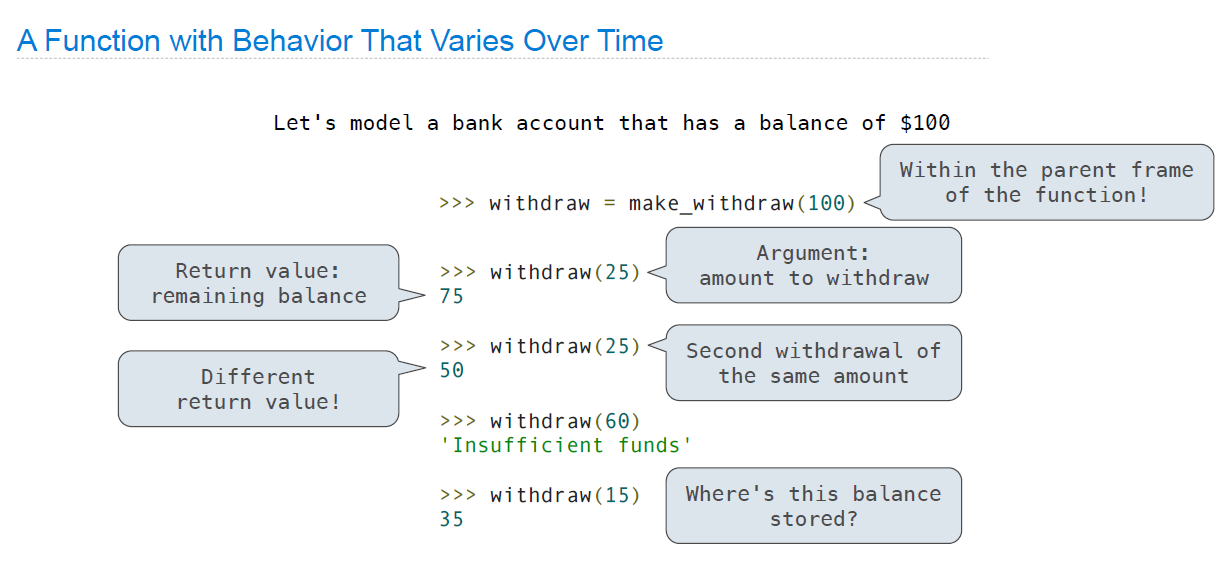 A Function with Behavior That Varies Over Time
Let's model a bank account that has a balance of $100
>>> withdraw = make_withdraw(100)
Within the parent frame
of the function!
>>> withdraw(25)
75
Argument:
amount to withdraw
Return value:
remaining balance
>>> withdraw(25)
50
Second withdrawal of
the same amount
Different
return value!
>>> withdraw(60)
'Insufficient funds'
>>> withdraw(15)
35
Where's this balance
stored?